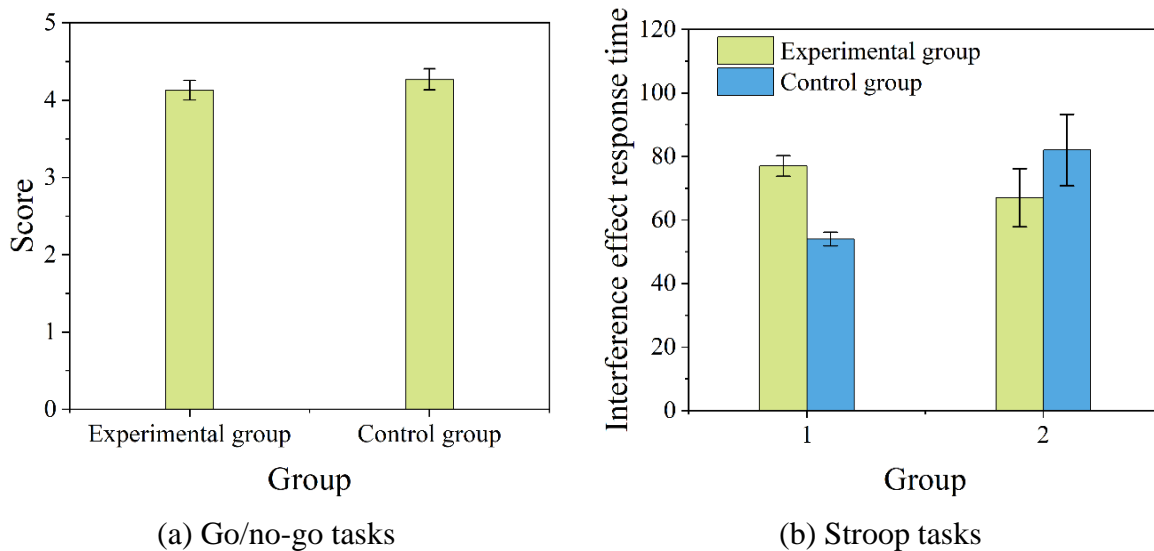 5
4
3
2
1
0
Score
Experimental group
Control group
Group
(a) Go/no-go tasks
120
100
80
60
40
20
0
Interference effect response time
Experimental group
Control group
1
2
Group
(b) Stroop tasks